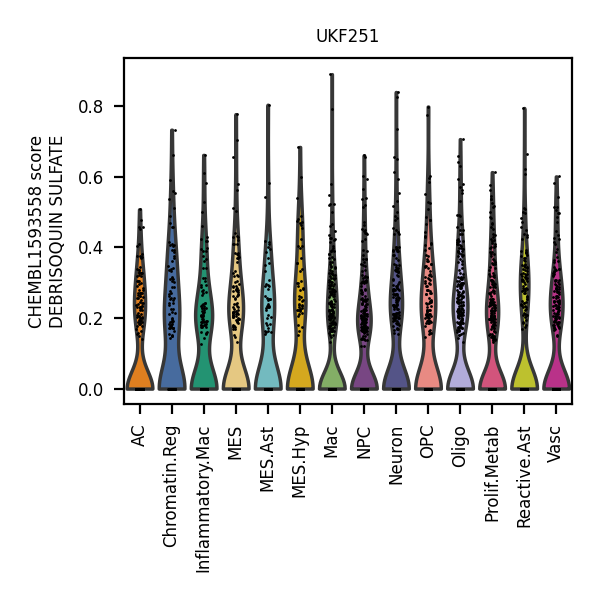 UKF251
CHEMBL1593558 score
DEBRISOQUIN SULFATE
0.8
0.6
0.4
0.2
0.0
AC
Chromatin.Reg
Inflammatory.Mac
MES
MES.Ast
MES.Hyp
Mac
NPC
Neuron
OPC
Oligo
Prolif.Metab
Reactive.Ast
Vasc